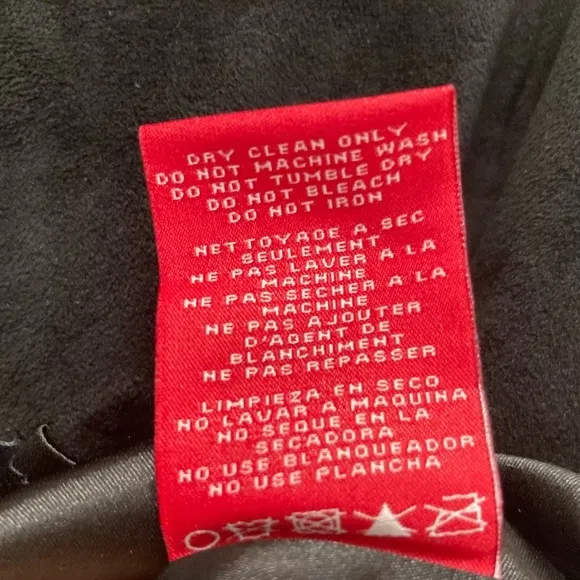 DRY CLEAN ONLY
DO NOT MACHINE WASH
DO NOT TUMBLE DRY
DO NOT BLEACH
DO NOT IRON
NETTOYAGE A SEC
SEULEMENT
NE PAS LAVER A LA
MACHINE
NE PAS SECHER A LA
MACHINE
NE PAS AJOUTER
D'AGENT DE
BLANCHIMENT
NE PAS REPASSER
LIMPIEZA EN SECO
NO LAVAR A MAQUINA
NO SEQUE EN LA
SECADORA
NO USE BLANQUEADOR
NO USE PLANCHA